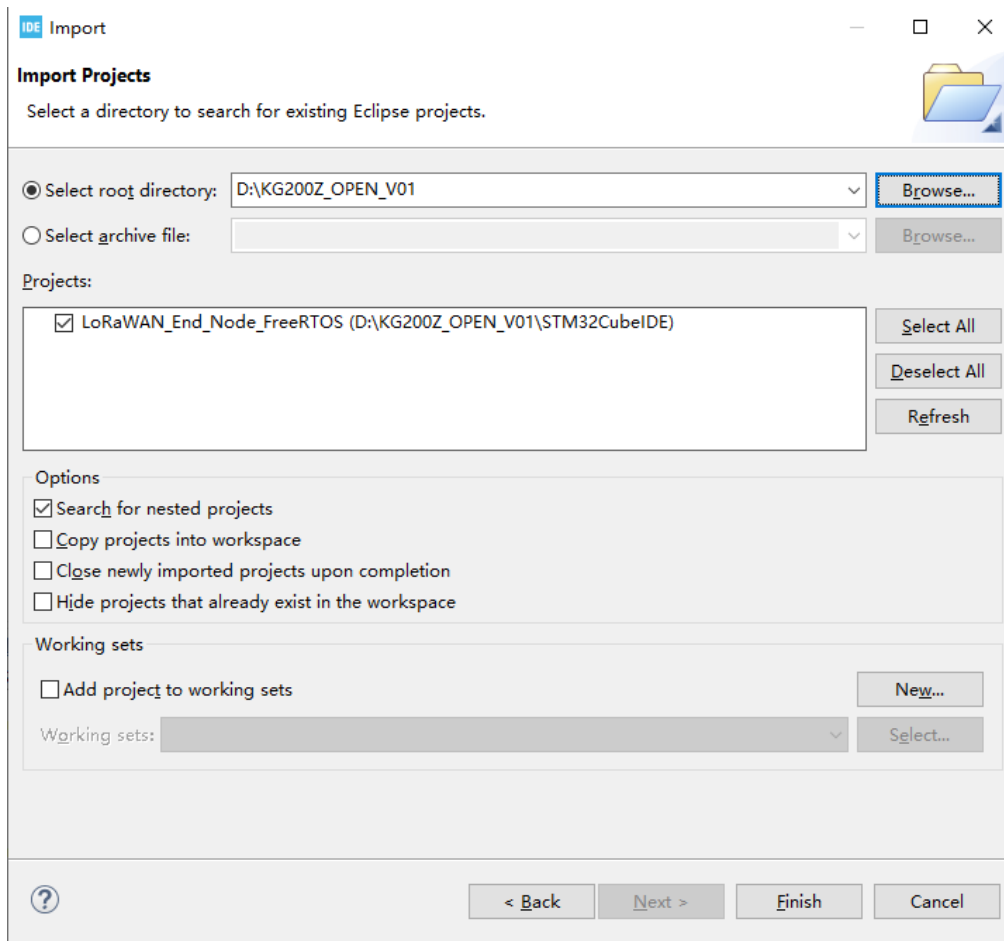 IDE Import
Import Projects
Select a directory to search for existing Eclipse projects.
Select root directory: D:\KG200Z_OPEN_V01 Browse...
Select archive file: Browse...
Projects:
LoRaWAN_End_Node_FreeRTOS (D:\KG200Z_OPEN_V01\STM32CubeIDE)
Select All
Deselect All
Refresh
Options
Search for nested projects
Copy projects into workspace
Close newly imported projects upon completion
Hide projects that already exist in the workspace
Working sets
Add project to working sets New...
Working sets: Select...
? < Back Next > Finish Cancel